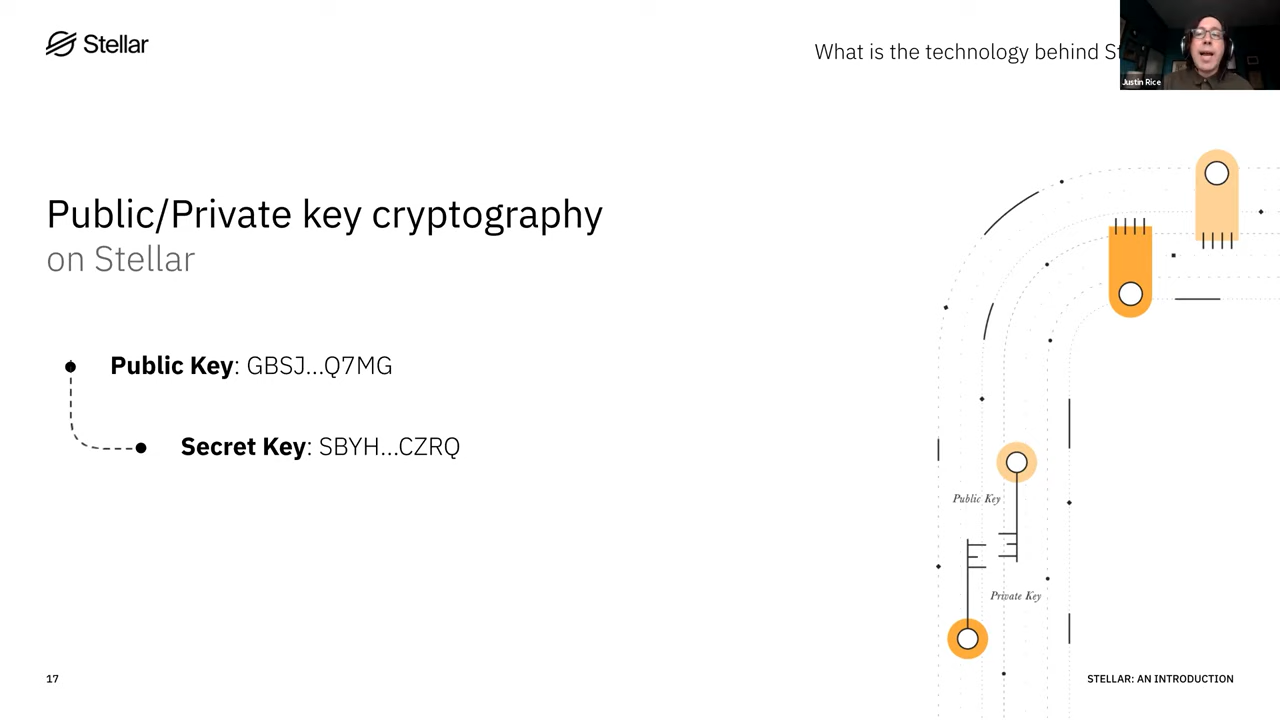 Stellar
What is the technology behind St
Justin Rice
Public/Private key cryptography
on Stellar
Public Key: GBSJ...Q7MG
Secret Key: SBYH...CZRQ
Public Key
Private Key
17
STELLAR: AN INTRODUCTION